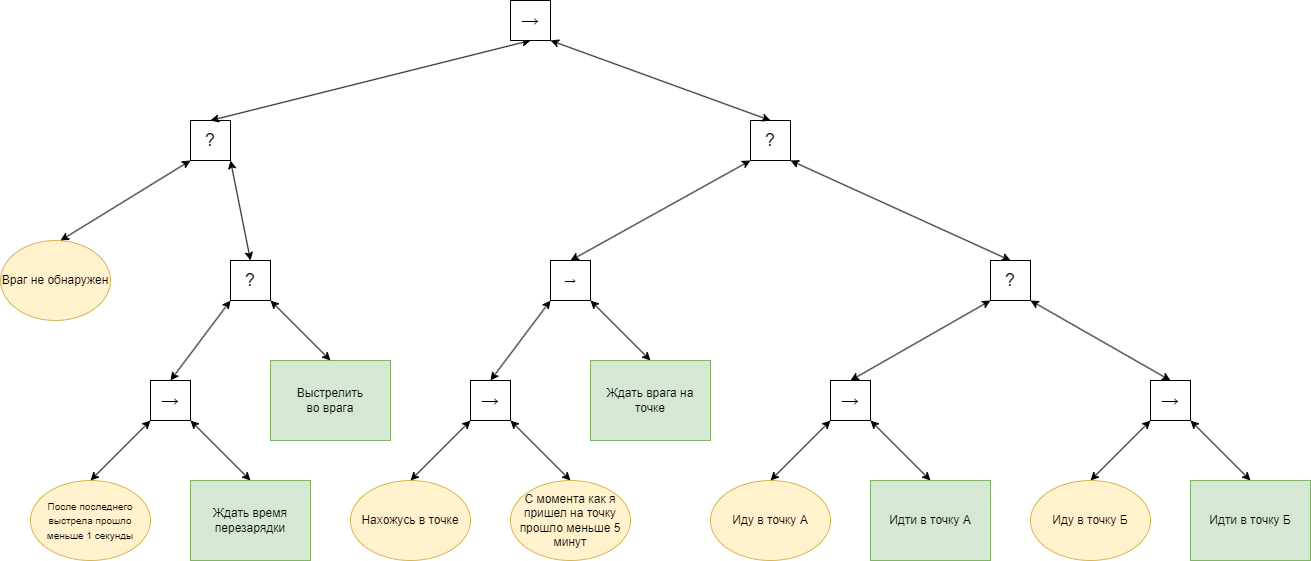 →
?
?
Враг не обнаружен
?
→
?
Выстрелить
во врага
Ждать врага на
точке
→
→
→
→
После последнего
выстрела прошло
меньше 1 секунды
Ждать время
перезарядки
Нахожусь в точке
С момента как я
пришел на точку
прошло меньше 5
минут
Иду в точку А
Идти в точку А
Иду в точку Б
Идти в точку Б